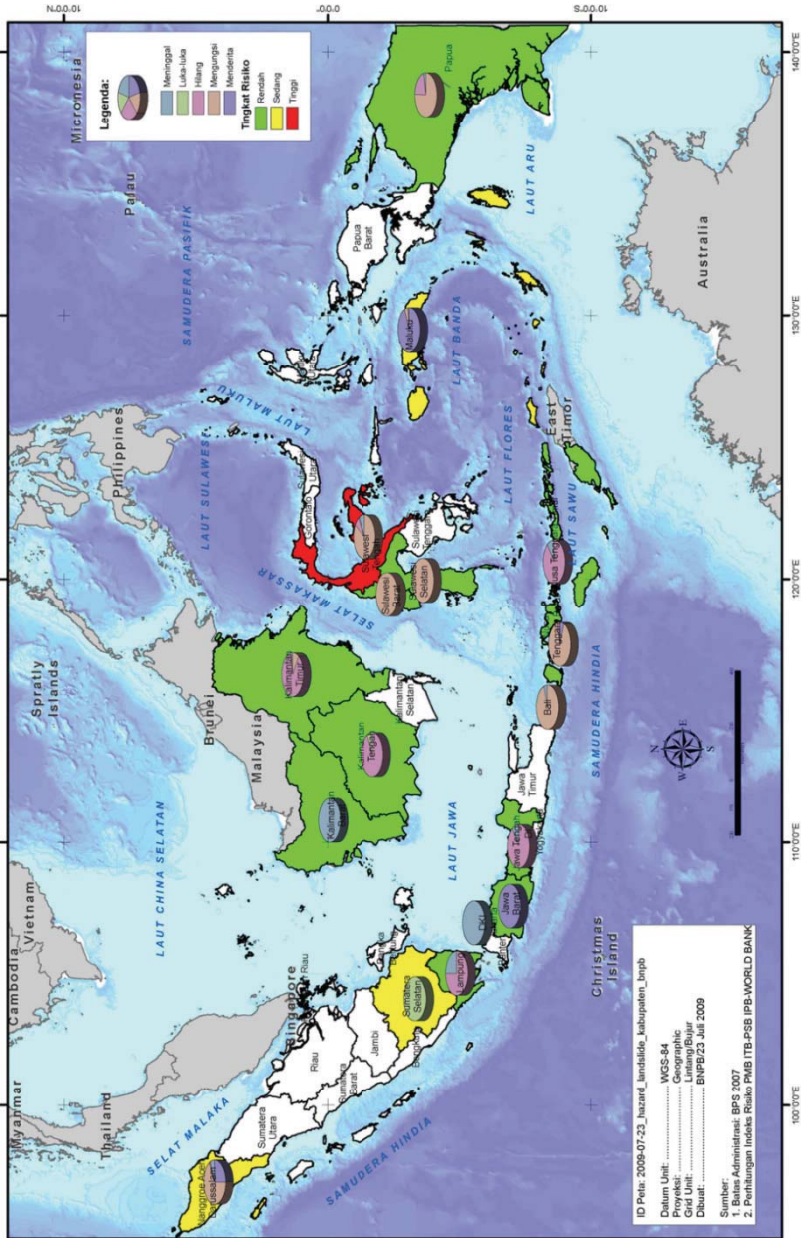 100°0'0"E
110°0'0"E
120°0'0"E
130°0'0"E
140°0'0"E
10°0'0"N
0°0'0"
10°0'0"S
Myanmar
Cambodia
Vietnam
Thailand
Spratly
Islands
Brunei
Malaysia
Singapore
Philippines
Palau
Micronesia
East
Timor
Australia
Christmas
Island
LAUT CHINA SELATAN
SELAT MALAKA
SAMUDERA HINDIA
LAUT JAWA
SELAT MAKASSAR
LAUT SULAWESI
LAUT MALUKU
SAMUDERA PASIFIK
LAUT BANDA
LAUT FLORES
LAUT ARU
SAMUDERA HINDIA
Nanggroe Aceh
Darussalam
Sumatera
Utara
Riau
Riau
Sumatera
Barat
Jambi
Sumatera
Selatan
Lampung
DKI
Jawa
Barat
Jawa Tengah
Jawa
Timur
Bali
Kalimantan
Barat
Kalimantan
Tengah
Kalimantan
Timur
Kalimantan
Selatan
Sulawesi
Barat
Sulawesi
Selatan
Sulawesi
Sulawesi
Tenggara
Gorontalo
Sulawesi
Utara
Utara
Maluku
Papua
Barat
Papua
Legenda:
Meninggal
Luka-luka
Hilang
Mengungsi
Menderita
Tingkat Risiko
Rendah
Sedang
Tinggi
N
W
E
S
ID Peta: 2009-07-23_hazard_landslide_kabupaten_bnpb
Datum Unit: ................ WGS-84
Proyeksi: ................ Geographic
Grid Unit: ................ Lintang/Bujur
Dibuat: ................ BNPB/23 Juli 2009
Sumber:
1. Batas Administrasi: BPS 2007
2. Perhitungan Indeks Risiko PMB ITB-PSB IPB-WORLD BANK